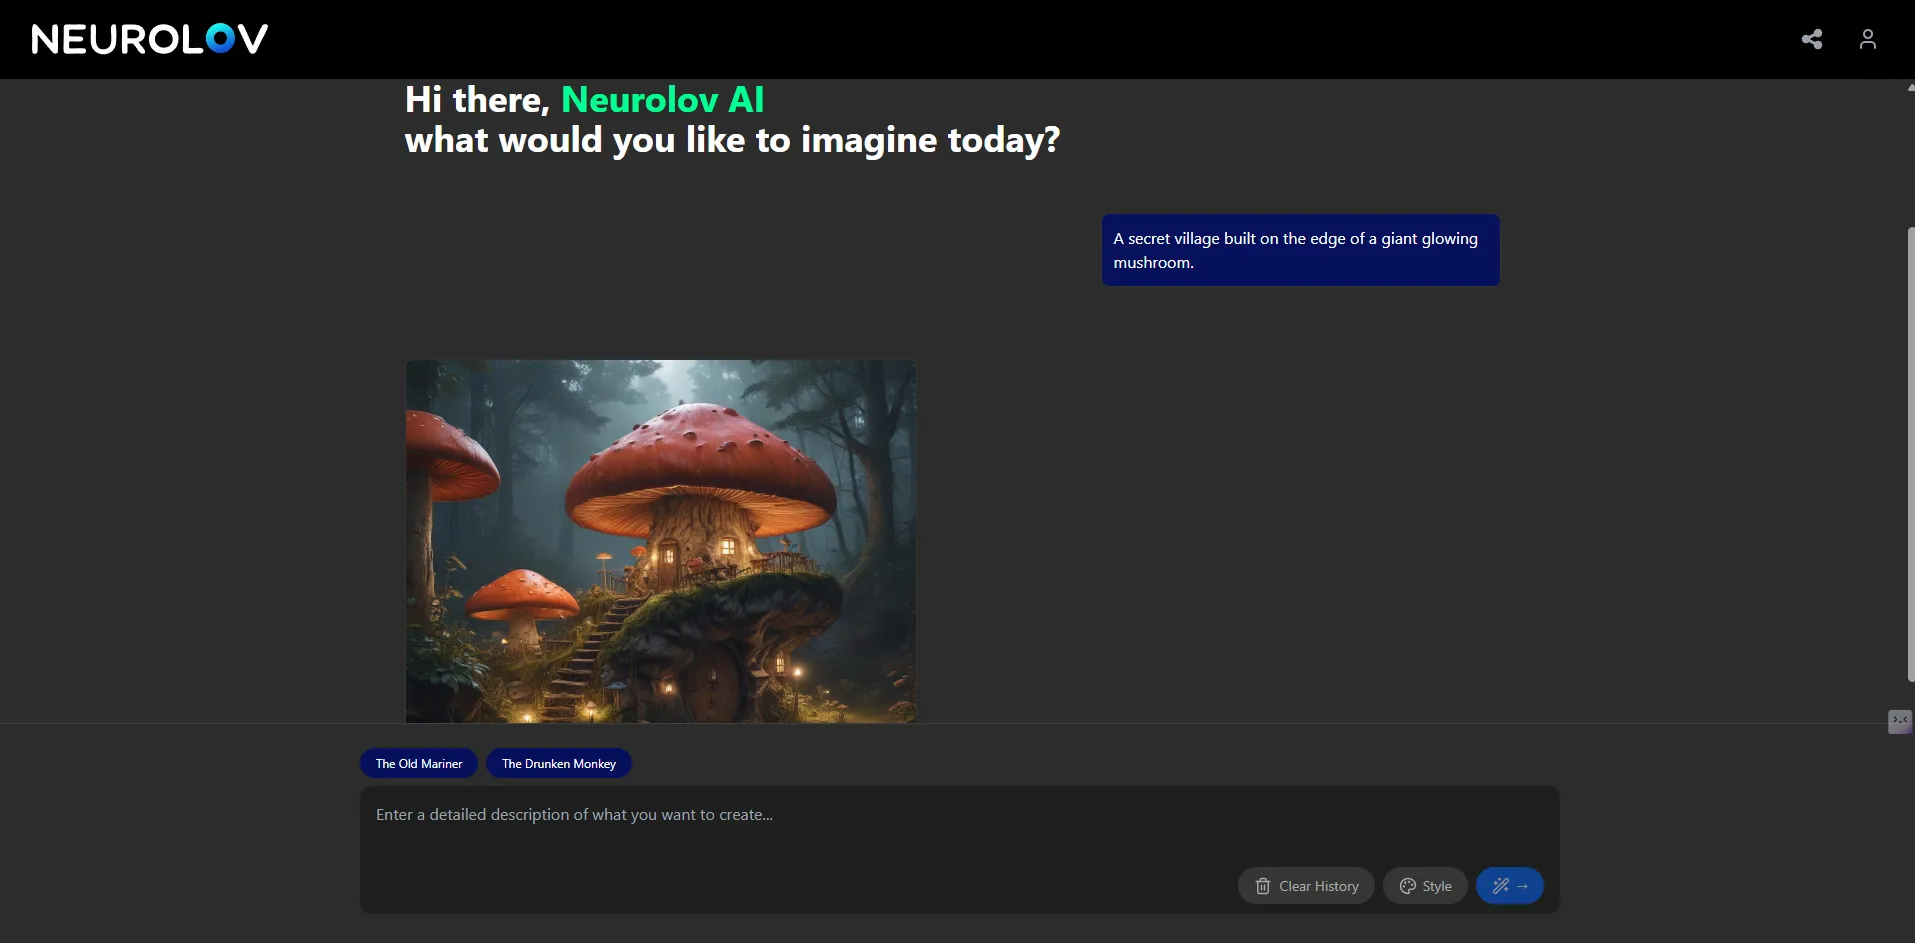 NEUROLOV
Hi there, Neurolov AI
what would you like to imagine today?
A secret village built on the edge of a giant glowing
mushroom.
The Old Mariner
The Drunken Monkey
Enter a detailed description of what you want to create...
Clear History
Style